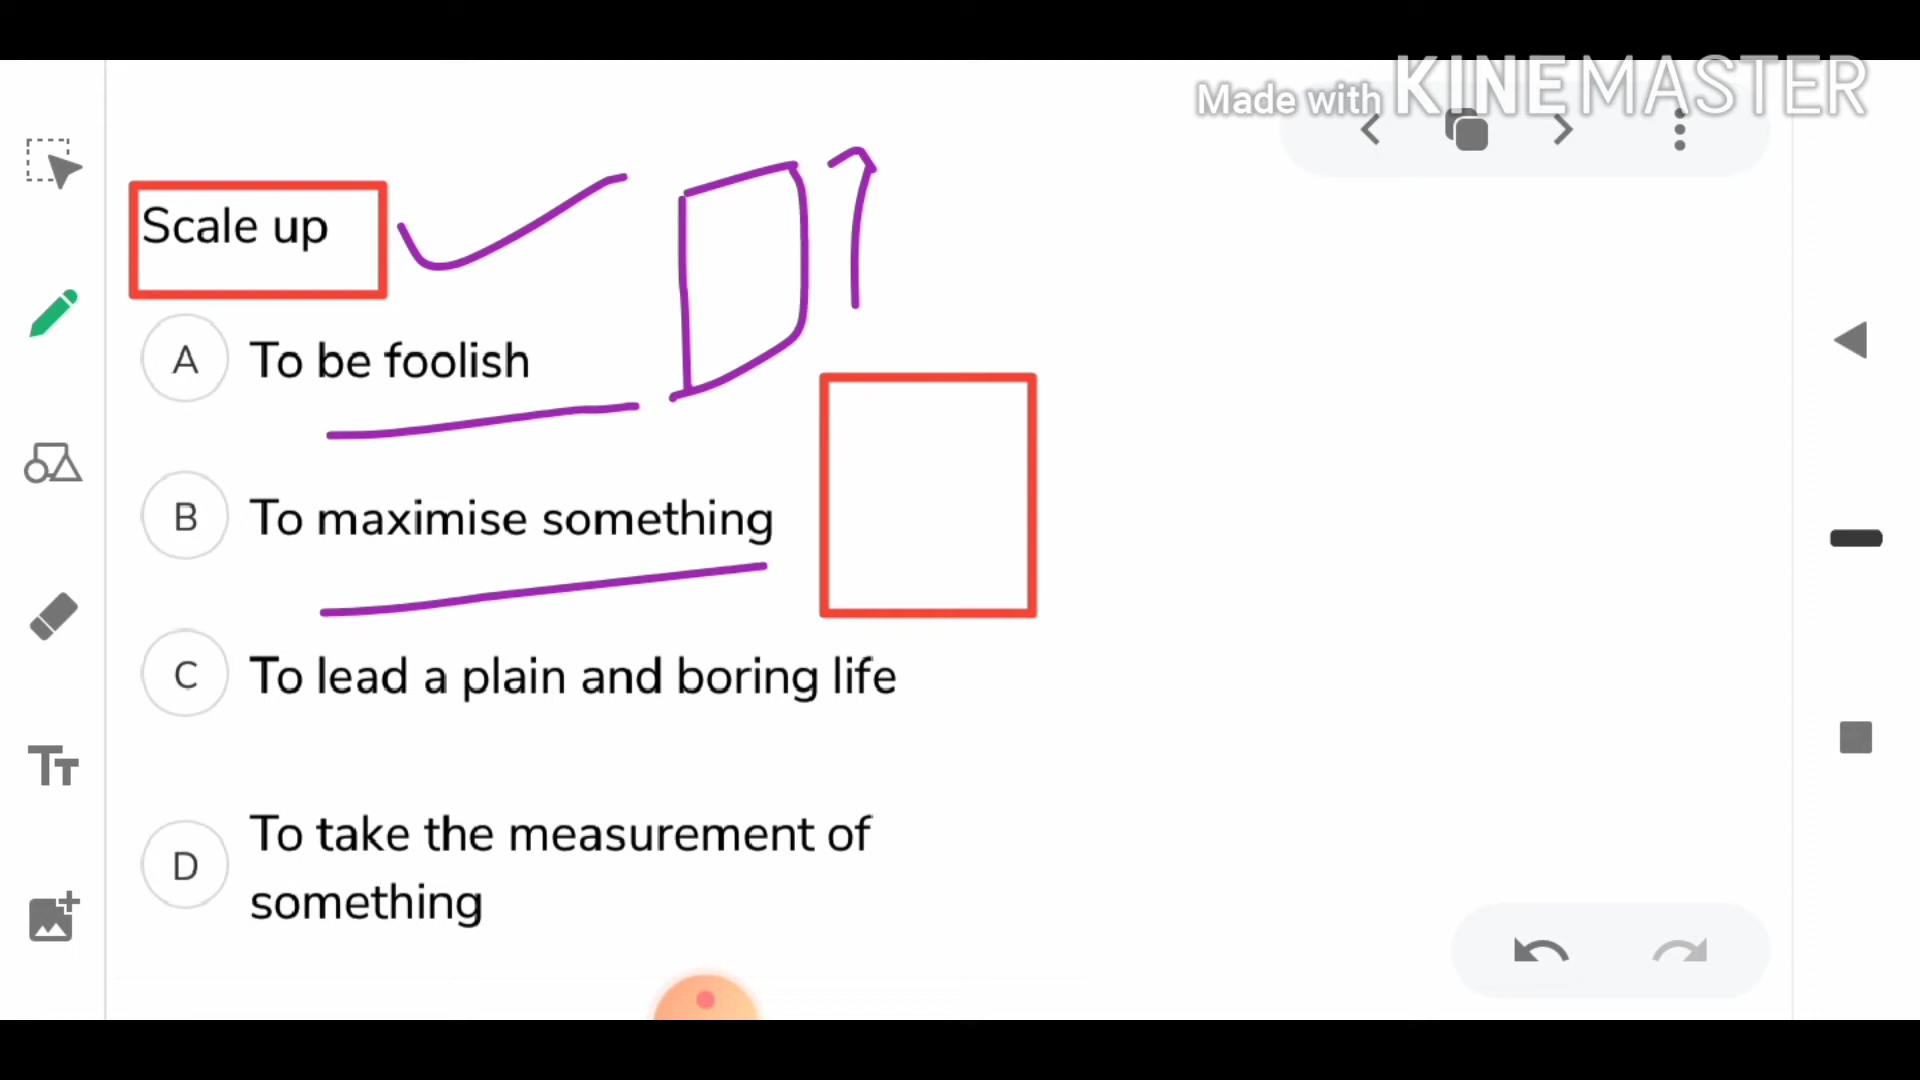 Made with KINEMASTER
Scale up
A To be foolish
B To maximise something
C To lead a plain and boring life
D To take the measurement of
something
Tт